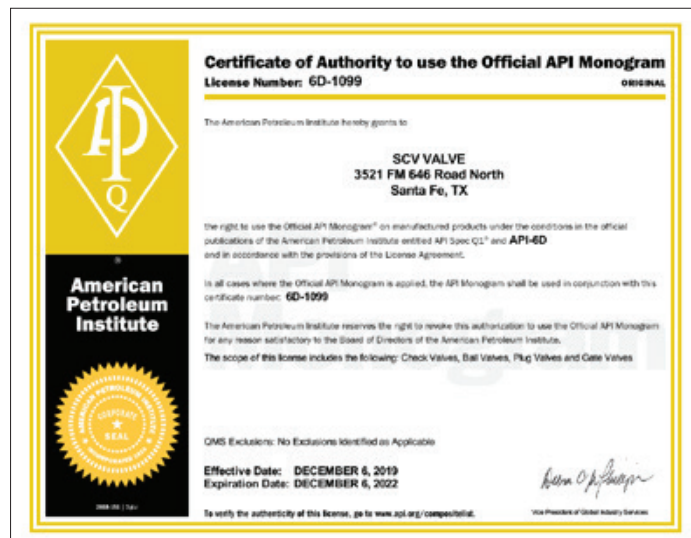 API
Q
®
American
Petroleum
Institute
AMERICAN PETROLEUM INSTITUTE
CORPORATE
SEAL
Certificate of Authority to use the Official API Monogram
License Number: 6D-1099
ORIGINAL
The American Petroleum Institute hereby grants to
SCV VALVE
3521 FM 646 Road North
Santa Fe, TX
the right to use the Official API Monogram® on manufactured products under the conditions in the official
publications of the American Petroleum Institute entitled API Spec Q1® and API-6D
and in accordance with the provisions of the License Agreement.
In all cases where the Official API Monogram is applied, the API Monogram shall be used in conjunction with this
certificate number: 6D-1099
The American Petroleum Institute reserves the right to revoke this authorization to use the Official API Monogram
for any reason satisfactory to the Board of Directors of the American Petroleum Institute.
The scope of this license includes the following: Check Valves, Ball Valves, Plug Valves and Gate Valves
QMS Exclusions: No Exclusions Identified as Applicable
Effective Date: DECEMBER 6, 2019
Expiration Date: DECEMBER 6, 2022
To verify the authenticity of this license, go to www.api.org/compositelist.
Vice President of Global Industry Services